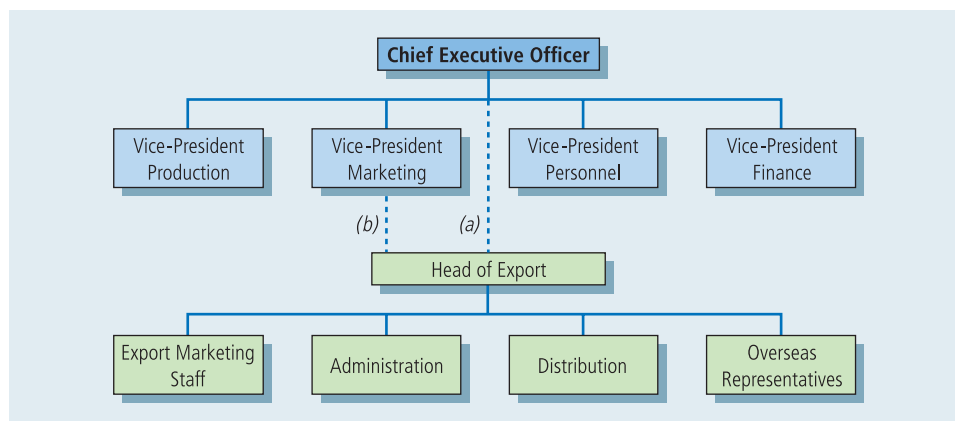 Chief Executive Officer
Vice-President
Production
Vice-President
Marketing
Vice-President
Personnel
Vice-President
Finance
(b)
(a)
Head of Export
Export Marketing
Staff
Administration
Distribution
Overseas
Representatives